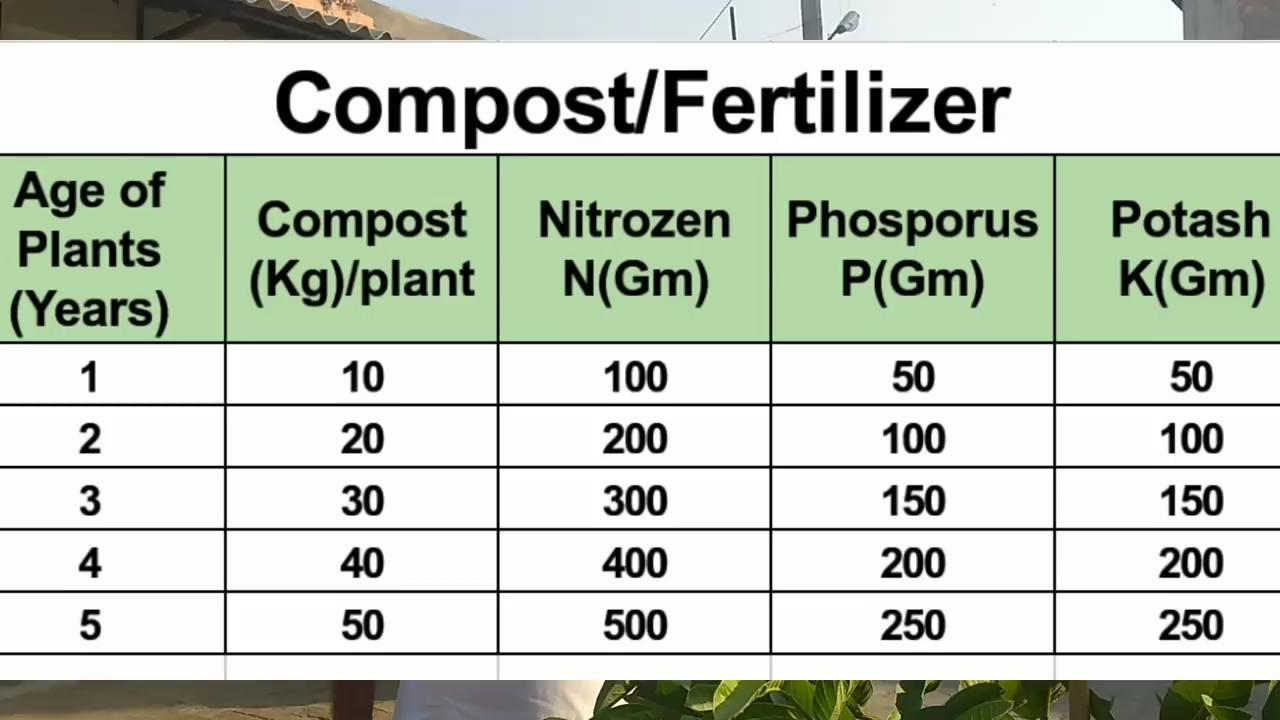 Compost/Fertilizer
Age of Plants (Years) Compost (Kg)/plant Nitrozen N(Gm) Phosporus P(Gm) Potash K(Gm)
1 10 100 50 50
2 20 200 100 100
3 30 300 150 150
4 40 400 200 200
5 50 500 250 250